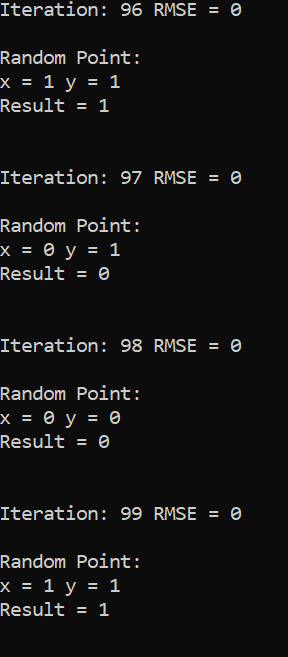 Iteration: 96 RMSE = 0
Random Point:
x = 1 y = 1
Result = 1
Iteration: 97 RMSE = 0
Random Point:
x = 0 y = 1
Result = 0
Iteration: 98 RMSE = 0
Random Point:
x = 0 y = 0
Result = 0
Iteration: 99 RMSE = 0
Random Point:
x = 1 y = 1
Result = 1